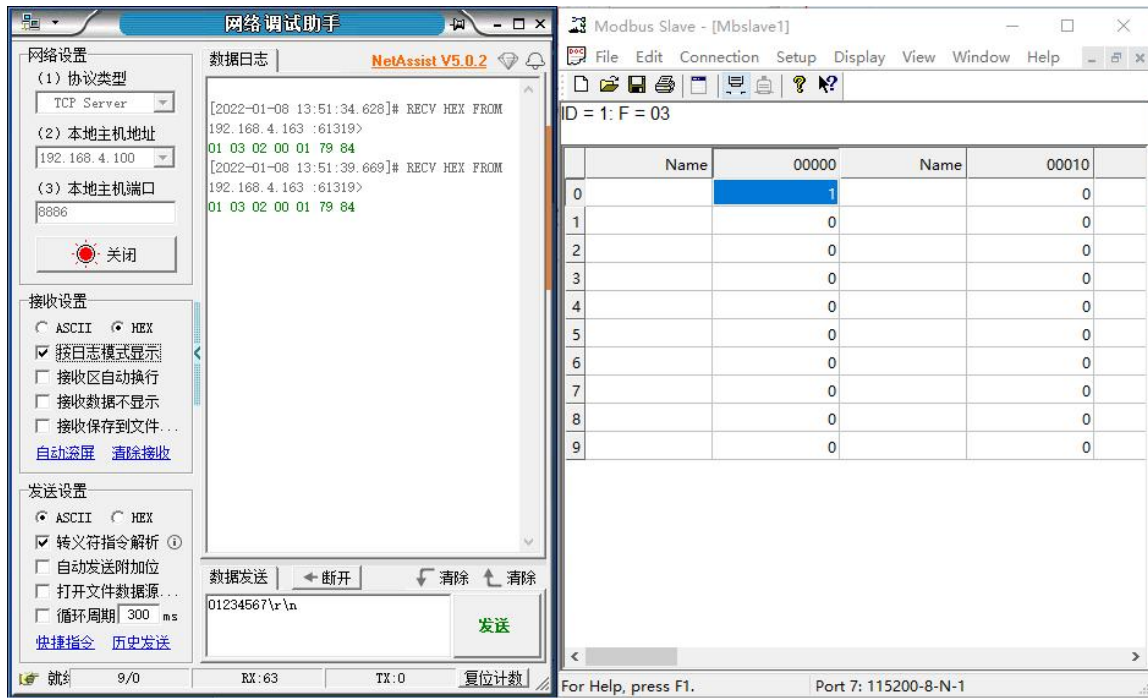 网络调试助手
网络设置
(1) 协议类型
TCP Server
(2) 本地主机地址
192.168.4.100
(3) 本地主机端口
8886
关闭
接收设置
ASCII HEX
按日志模式显示
接收区自动换行
接收数据不显示
接收保存到文件...
自动滚屏 清除接收
发送设置
ASCII HEX
转义符指令解析
自动发送附加位
打开文件数据源...
循环周期 300 ms
快捷指令 历史发送
数据日志 NetAssist V5.0.2
[2022-01-08 13:51:34.628]# RECV HEX FROM
192.168.4.163 :61319>
01 03 02 00 01 79 84
[2022-01-08 13:51:39.669]# RECV HEX FROM
192.168.4.163 :61319>
01 03 02 00 01 79 84
数据发送 断开 清除 清除
01234567\r\n
发送
9/0 RX:63 TX:0 复位计数
Modbus Slave - [Mbslave1]
File Edit Connection Setup Display View Window Help
ID = 1: F = 03
Name 00000 Name 00010
0 1 0
1 0 0
2 0 0
3 0 0
4 0 0
5 0 0
6 0 0
7 0 0
8 0 0
9 0 0
For Help, press F1. Port 7: 115200-8-N-1